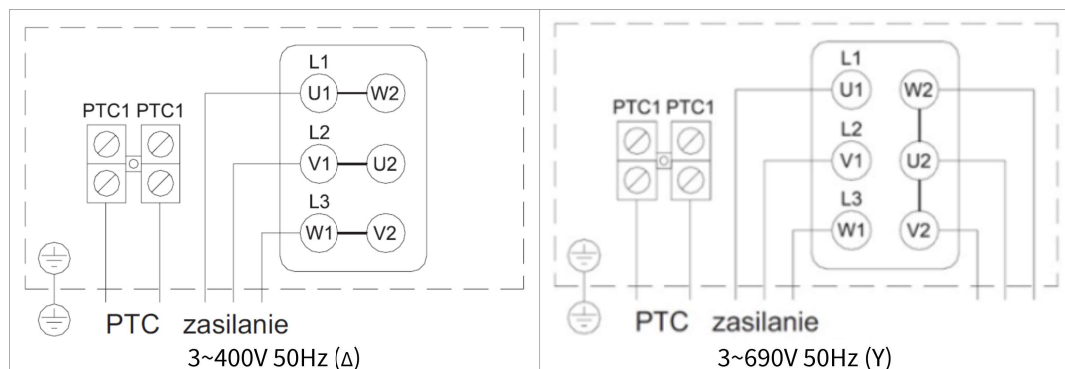 L1
U1 W2
PTC1 PTC1
L2
V1 U2
L3
W1 V2
PTC zasilanie
3~400V 50Hz (Δ)
L1
U1 W2
PTC1 PTC1
L2
V1 U2
L3
W1 V2
PTC zasilanie
3~690V 50Hz (Y)